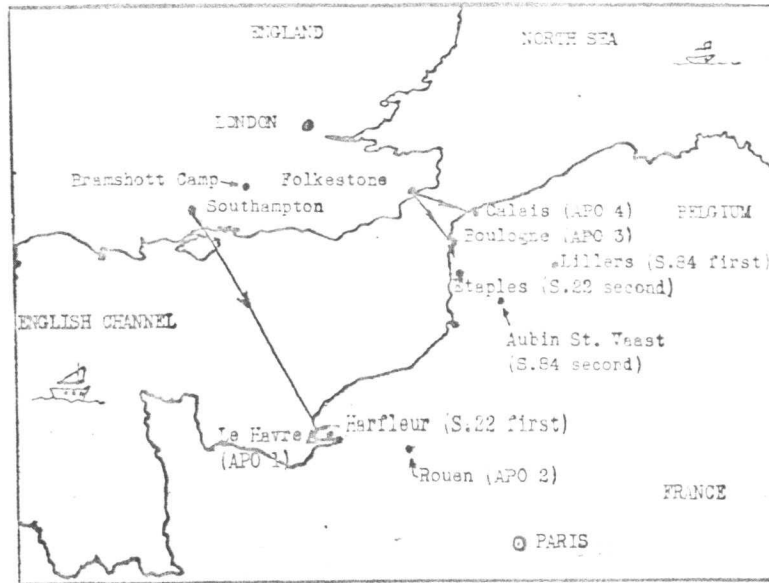 ENGLAND
NORTH SEA
LONDON
Bramshott Camp
Folkestone
Southampton
Calais (APO 4)
BELGIUM
Boulogne (APO 3)
Lillers (S.84 first)
Etaples (S.22 second)
ENGLISH CHANNEL
Aubin St. Vaast
(S.84 second)
Le Havre
(APO 1)
Harfleur (S.22 first)
Rouen (APO 2)
FRANCE
PARIS